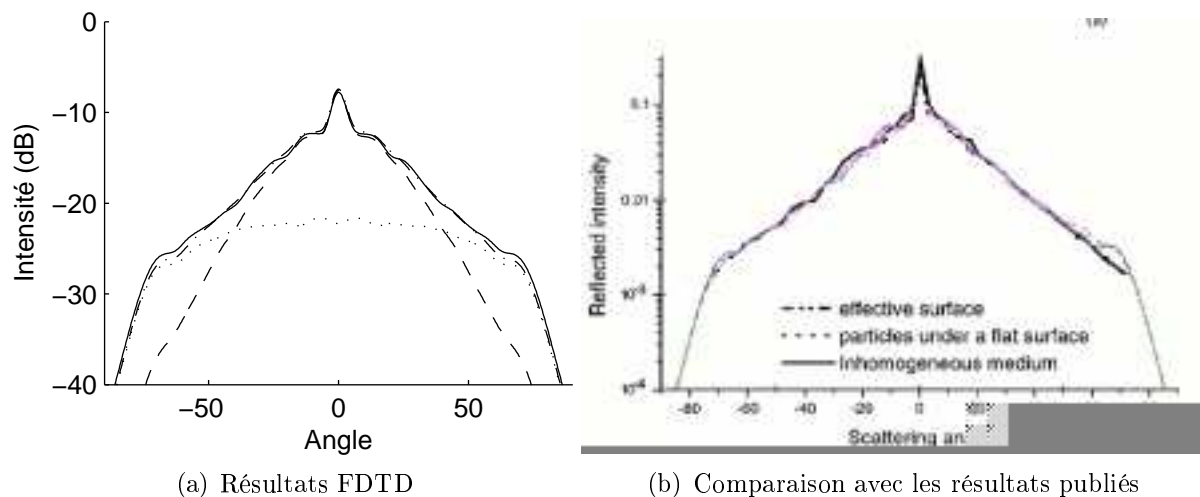 0
−10
−20
−30
−40
Intensité (dB)
−50
0
50
Angle
(a) Résultats FDTD
0.1
0.01
Reflected intensity
effective surface
particles under a flat surface
Inhomogeneous medium
-80
-60
-40
-20
0
Scattering an
(b) Comparaison avec les résultats publiés